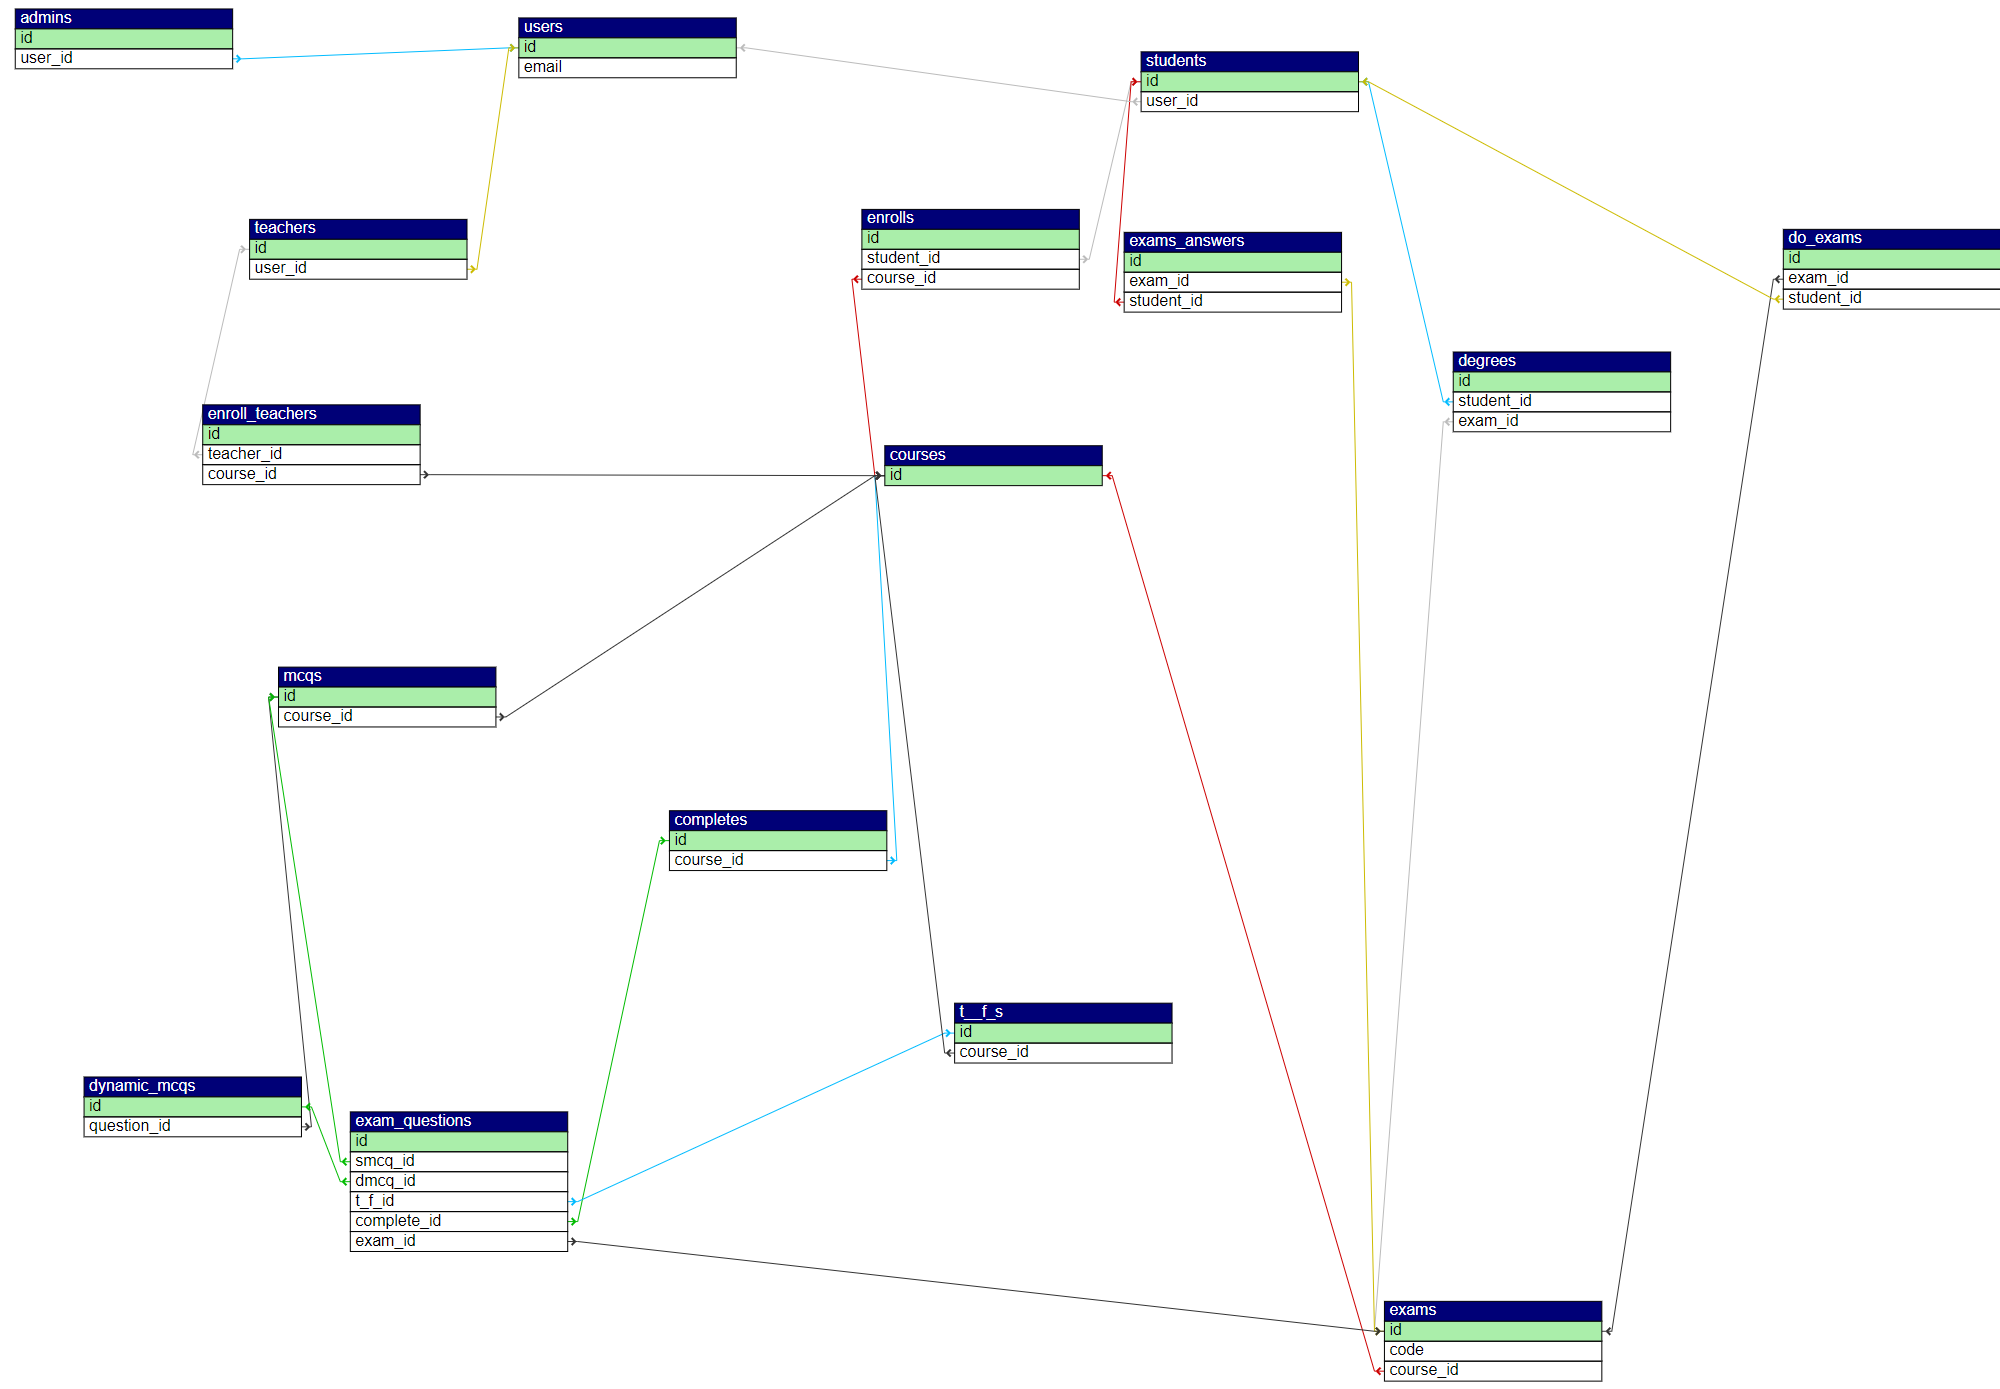 admins
id
user_id
users
id
email
students
id
user_id
teachers
id
user_id
enrolls
id
student_id
course_id
exams_answers
id
exam_id
student_id
do_exams
id
exam_id
student_id
degrees
id
student_id
exam_id
enroll_teachers
id
teacher_id
course_id
courses
id
mcqs
id
course_id
completes
id
course_id
t__f_s
id
course_id
dynamic_mcqs
id
question_id
exam_questions
id
smcq_id
dmcq_id
t_f_id
complete_id
exam_id
exams
id
code
course_id